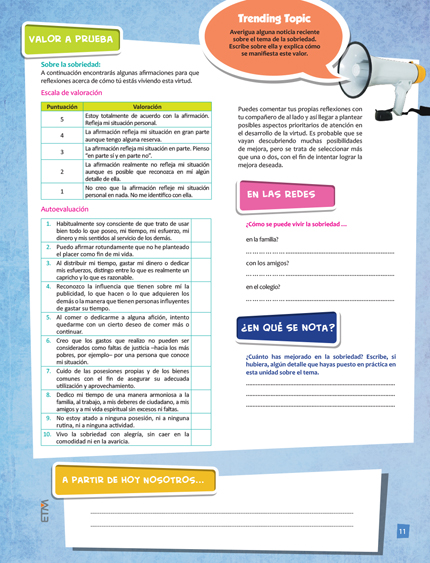 VALOR A PRUEBA
Sobre la sobriedad:
A continuación encontrarás algunas afirmaciones para que
reflexiones acerca de cómo tú estás viviendo esta virtud.
Escala de valoración
Puntuación Valoración
5 Estoy totalmente de acuerdo con la afirmación.
Refleja mi situación personal.
4 La afirmación refleja mi situación en gran parte
aunque tengo alguna reserva.
3 La afirmación refleja mi situación en parte. Pienso
"en parte sí y en parte no".
2 La afirmación realmente no refleja mi situación
aunque es posible que reconozca en mí algún
detalle de ella.
1 No creo que la afirmación refleje mi situación
personal en nada. No me identifico con ella.
Autoevaluación
1. Habitualmente soy consciente de que trato de usar
bien todo lo que poseo, mi tiempo, mi esfuerzo, mi
dinero y mis sentidos al servicio de los demás.
2. Puedo afirmar rotundamente que no he planteado
el placer como fin de mi vida.
3. Al distribuir mi tiempo, gastar mi dinero o dedicar
mis esfuerzos, distingo entre lo que es realmente un
capricho y lo que es razonable.
4. Reconozco la influencia que tienen sobre mí la
publicidad, lo que hacen o lo que adquieren los
demás o la manera que tienen personas influyentes
de gastar su tiempo.
5. Al comer o dedicarme a alguna afición, intento
quedarme con un cierto deseo de comer más o
continuar.
6. Creo que los gastos que realizo no pueden ser
considerados como faltas de justicia –hacia los más
pobres, por ejemplo– por una persona que conoce
mi situación.
7. Cuido de las posesiones propias y de los bienes
comunes con el fin de asegurar su adecuada
utilización y aprovechamiento.
8. Dedico mi tiempo de una manera armoniosa a la
familia, al trabajo, a mis deberes de ciudadano, a mis
amigos y a mi vida espiritual sin excesos ni faltas.
9. No estoy atado a ninguna posesión, ni a ninguna
rutina, ni a ninguna actividad.
10. Vivo la sobriedad con alegría, sin caer en la
comodidad ni en la avaricia.
Trending Topic
Averigua alguna noticia reciente
sobre el tema de la sobriedad.
Escribe sobre ella y explica cómo
se manifiesta este valor.
Puedes comentar tus propias reflexiones con
tu compañero de al lado y así llegar a plantear
posibles aspectos prioritarios de atención en
el desarrollo de la virtud. Es probable que se
vayan descubriendo muchas posibilidades
de mejora, pero se trata de seleccionar más
que una o dos, con el fin de intentar lograr la
mejora deseada.
EN LAS REDES
¿Cómo se puede vivir la sobriedad ...
en la familia?
con los amigos?
en el colegio?
¿EN QUÉ SE NOTA?
¿Cuánto has mejorado en la sobriedad? Escribe, si
hubiera, algún detalle que hayas puesto en práctica en
esta unidad sobre el tema.
A PARTIR DE HOY NOSOTROS...
ETM
11